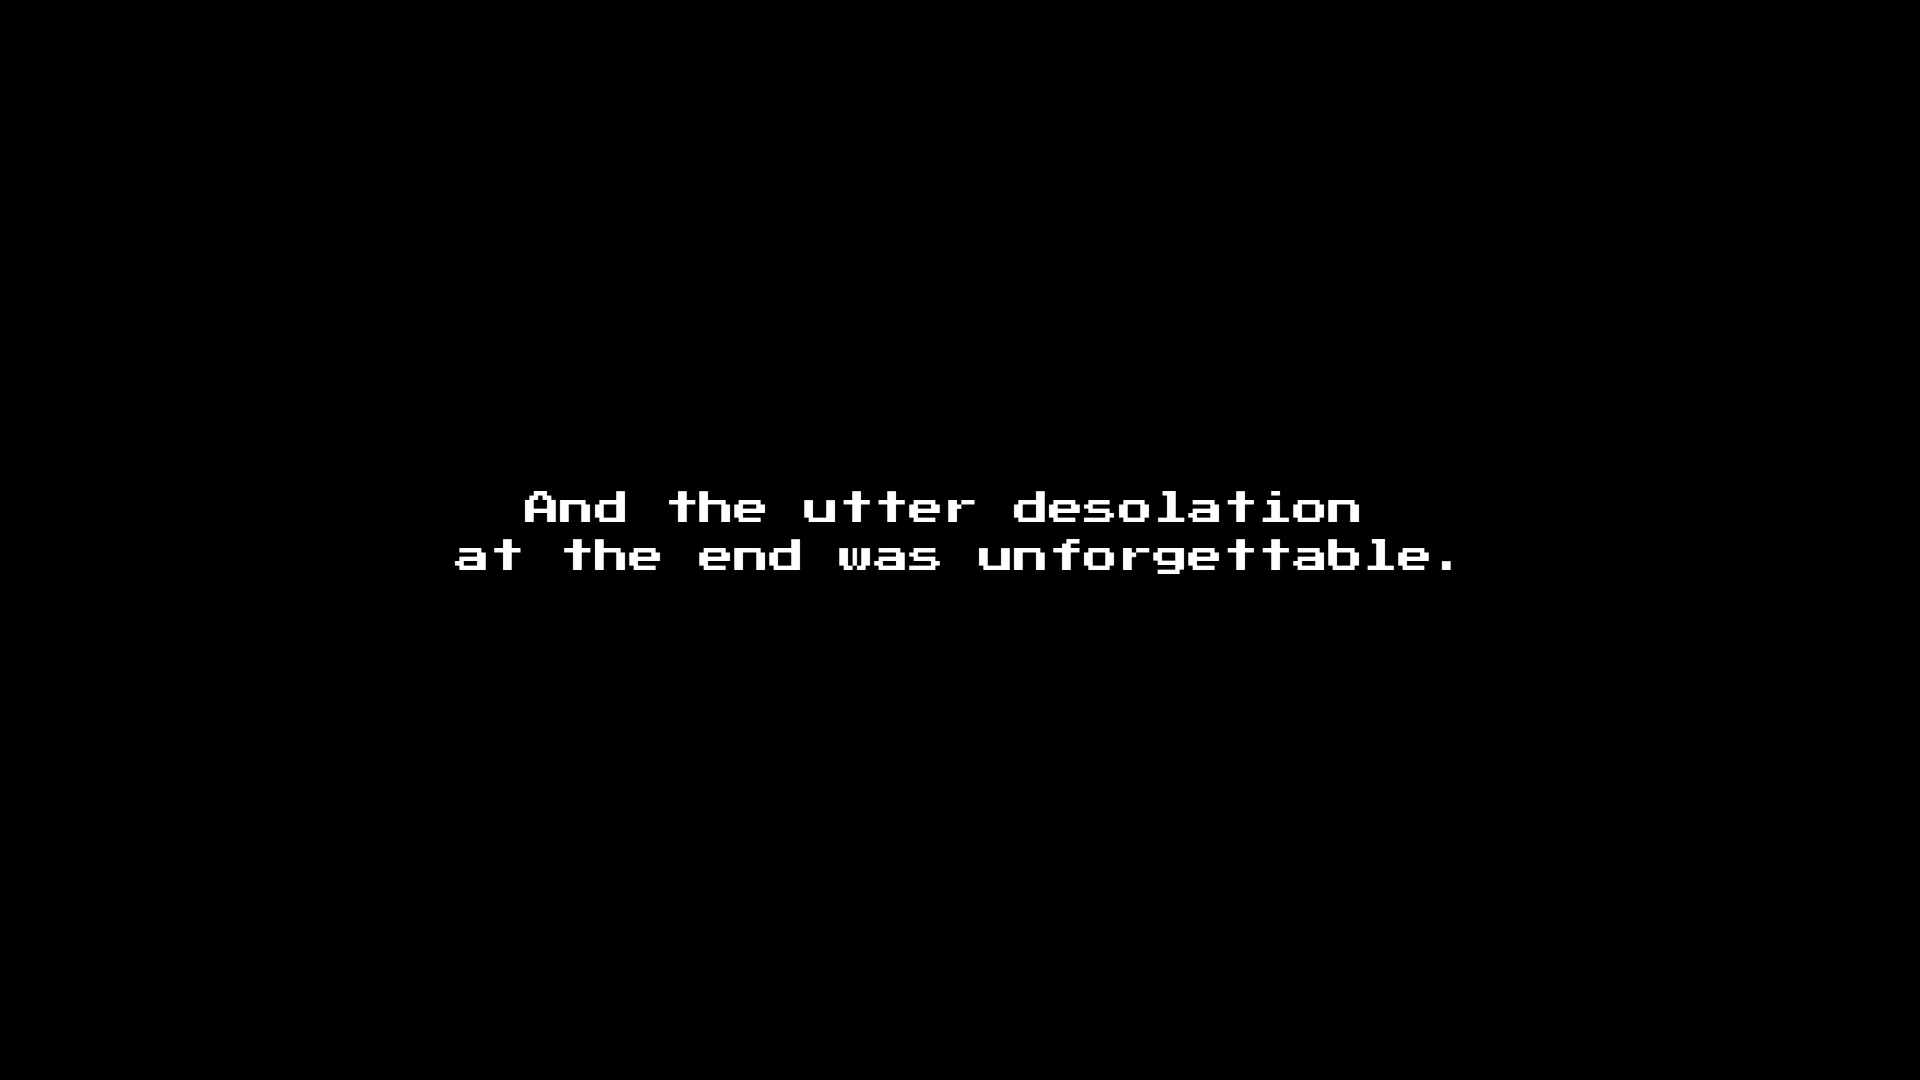 And the utter desolation
at the end was unforgettable.